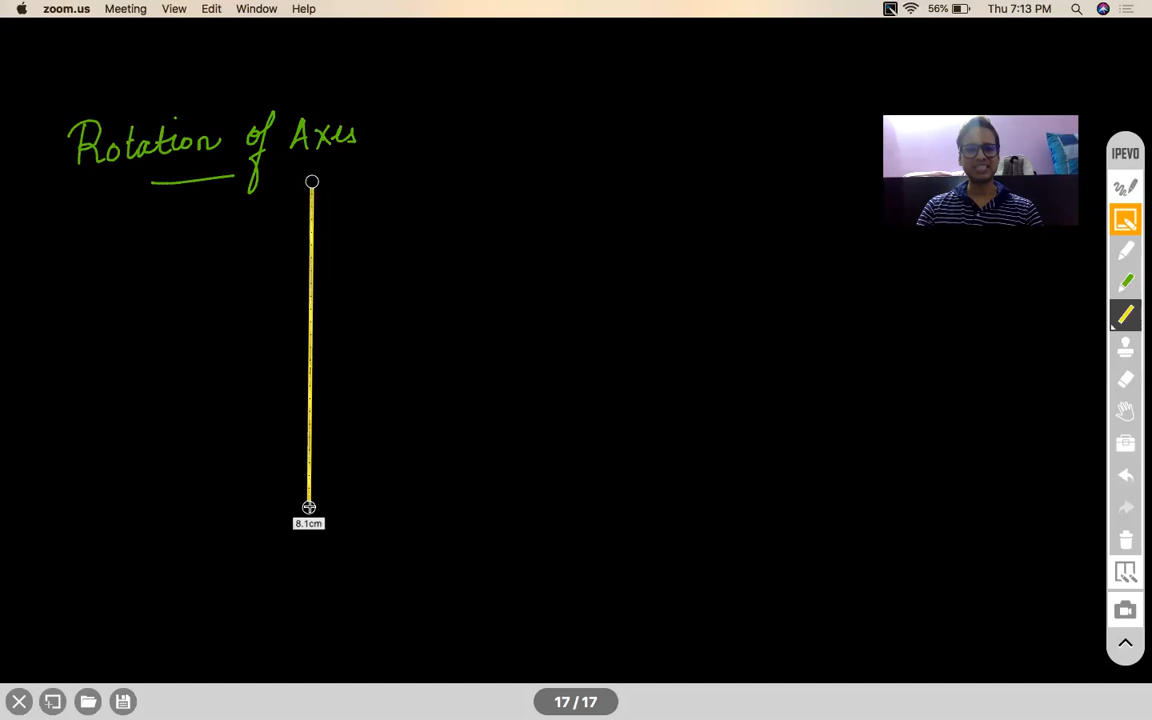 zoom.us Meeting View Edit Window Help 56% Thu 7:13 PM
Rotation of Axes
IPEVO
8.1cm
17 / 17